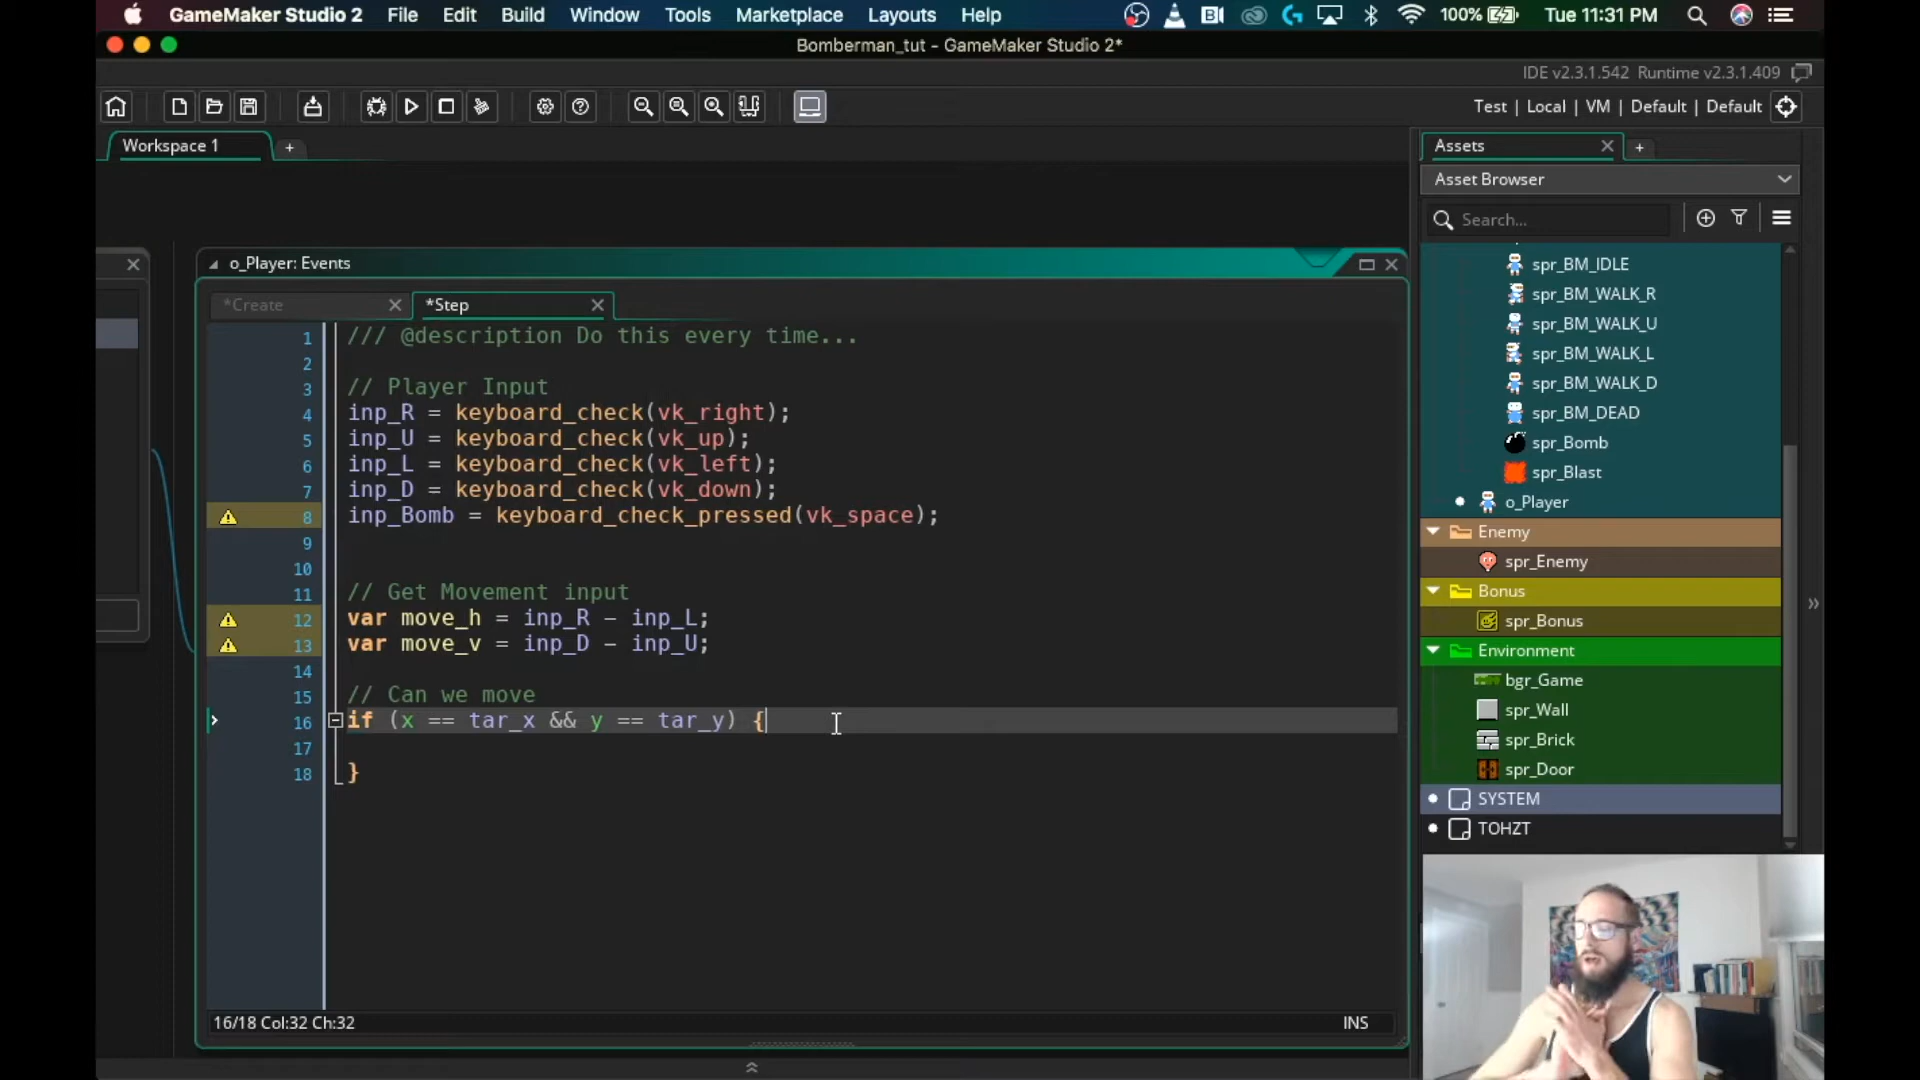 GameMaker Studio 2 File Edit Build Window Tools Marketplace Layouts Help 100% Tue 11:31 PM
Bomberman_tut - GameMaker Studio 2*
IDE v2.3.1.542 Runtime v2.3.1.409
Test | Local | VM | Default | Default
Workspace 1 +
Assets +
Asset Browser
Search...
o_Player: Events
*Create
*Step
1 /// @description Do this every time...
2
3 // Player Input
4 inp_R = keyboard_check(vk_right);
5 inp_U = keyboard_check(vk_up);
6 inp_L = keyboard_check(vk_left);
7 inp_D = keyboard_check(vk_down);
8 inp_Bomb = keyboard_check_pressed(vk_space);
9
10
11 // Get Movement input
12 var move_h = inp_R - inp_L;
13 var move_v = inp_D - inp_U;
14
15 // Can we move
16 if (x == tar_x && y == tar_y) {
17
18 }
16/18 Col:32 Ch:32 INS
spr_BM_IDLE
spr_BM_WALK_R
spr_BM_WALK_U
spr_BM_WALK_L
spr_BM_WALK_D
spr_BM_DEAD
spr_Bomb
spr_Blast
o_Player
Enemy
spr_Enemy
Bonus
spr_Bonus
Environment
bgr_Game
spr_Wall
spr_Brick
spr_Door
SYSTEM
TOHZT